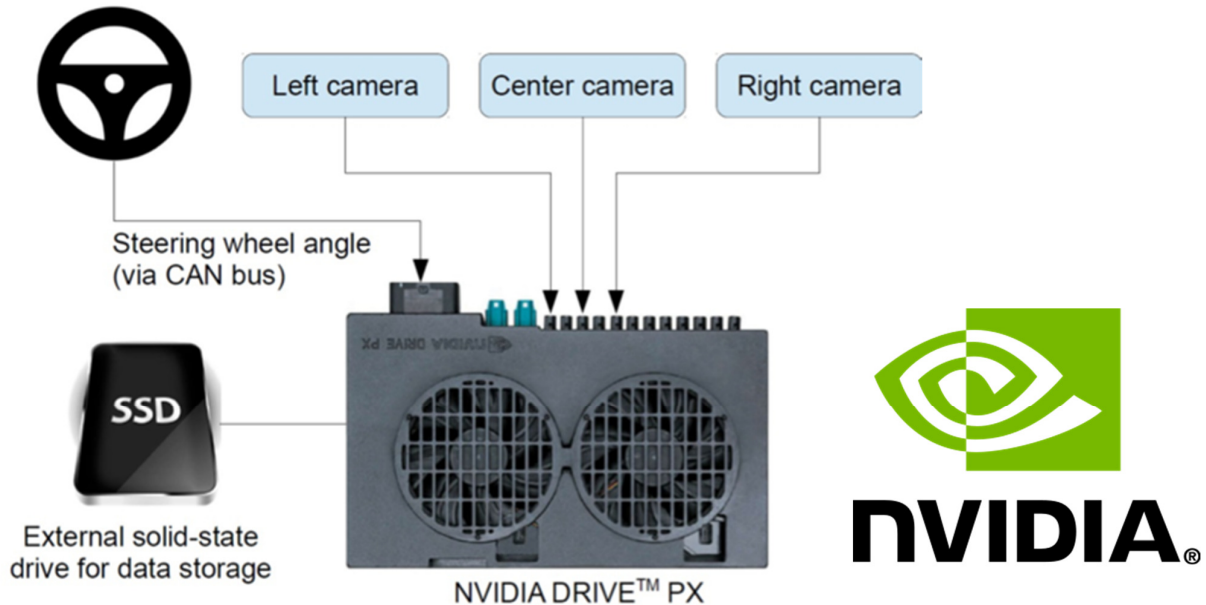 Left camera
Center camera
Right camera
Steering wheel angle
(via CAN bus)
NVIDIA DRIVE PX
SSD
External solid-state
drive for data storage
NVIDIA DRIVE™ PX
NVIDIA®